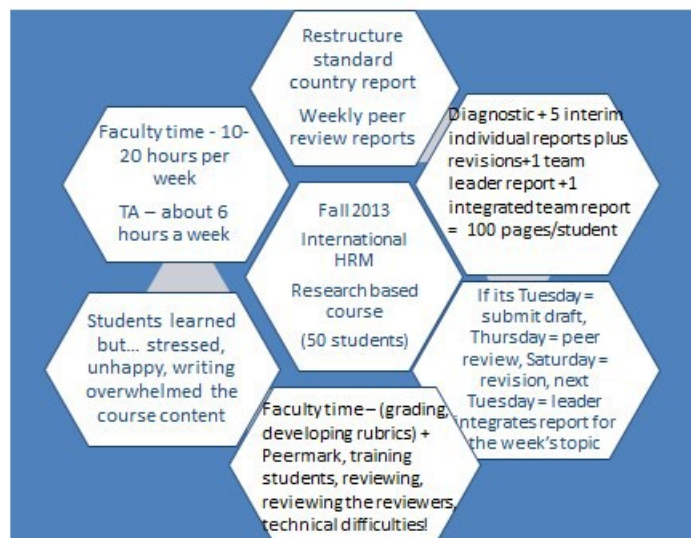 Restructure
standard
country report
Weekly peer
review reports
Diagnostic + 5 interim
individual reports plus
revisions+1 team
leader report +1
integrated team report
= 100 pages/student
If its Tuesday =
submit draft,
Thursday = peer
review, Saturday =
revision, next
Tuesday = leader
integrates report for
the week's topic
Faculty time – (grading,
developing rubrics) +
Peermark, training
students, reviewing,
reviewing the reviewers,
technical difficulties!
Students learned
but... stressed,
unhappy, writing
overwhelmed the
course content
Faculty time - 10-
20 hours per
week
TA – about 6
hours a week
Fall 2013
International
HRM
Research based
course
(50 students)